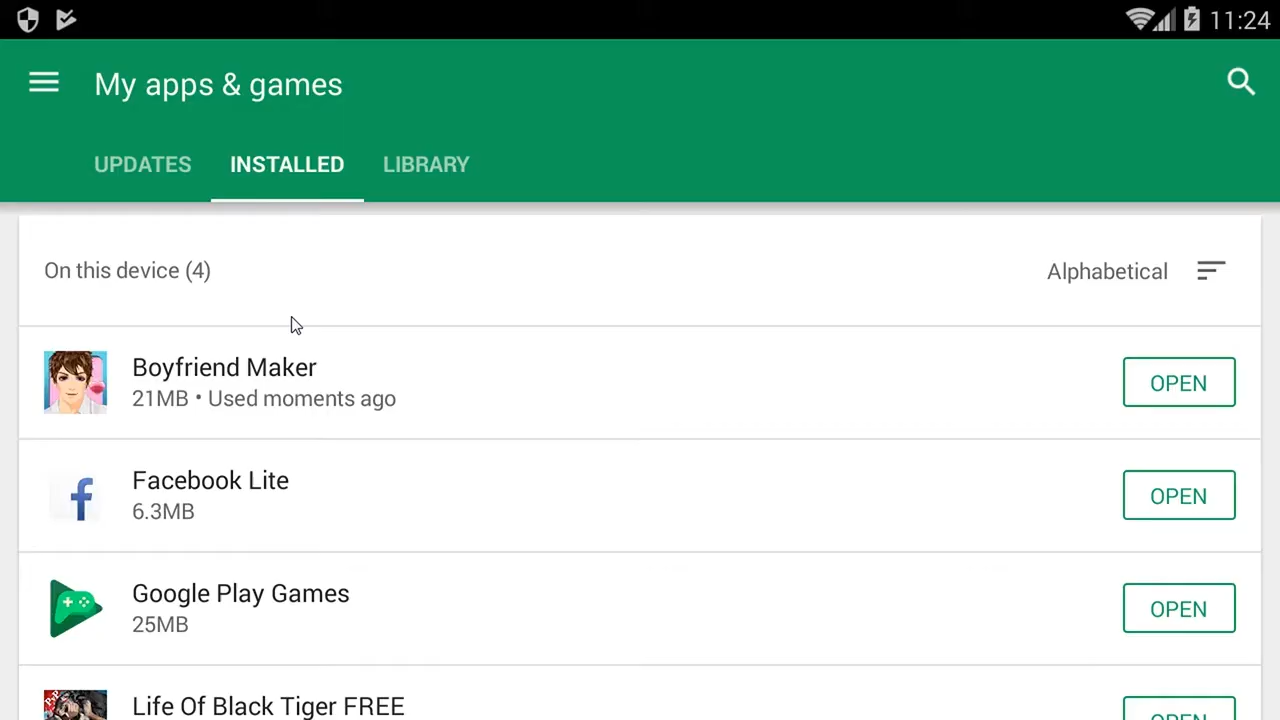 11:24
My apps & games
UPDATES INSTALLED LIBRARY
On this device (4)
Alphabetical
Boyfriend Maker
21MB • Used moments ago
OPEN
Facebook Lite
6.3MB
OPEN
Google Play Games
25MB
OPEN
Life Of Black Tiger FREE
OPEN